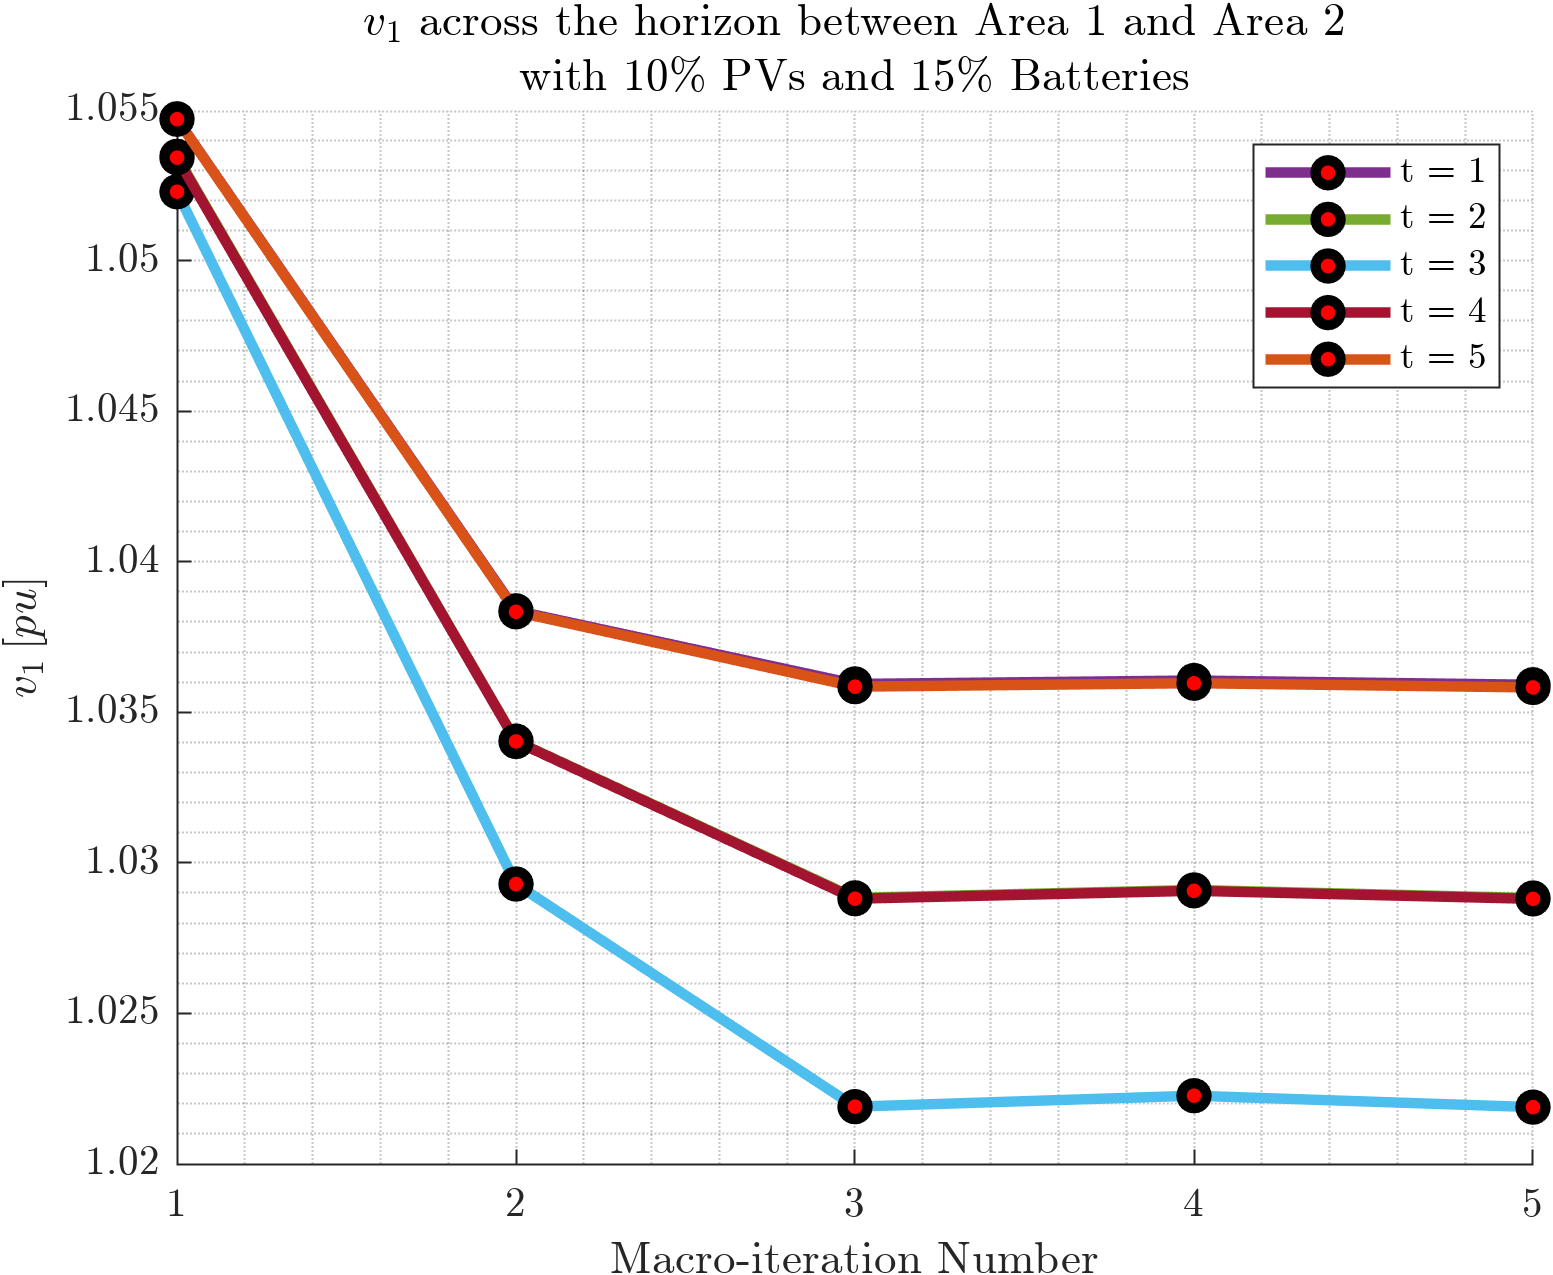 v₁ across the horizon between Area 1 and Area 2
with 10% PVs and 15% Batteries
1.055
1.05
1.045
1.04
1.035
1.03
1.025
1.02
v₁ [pu]
t = 1
t = 2
t = 3
t = 4
t = 5
1 2 3 4 5
Macro-iteration Number